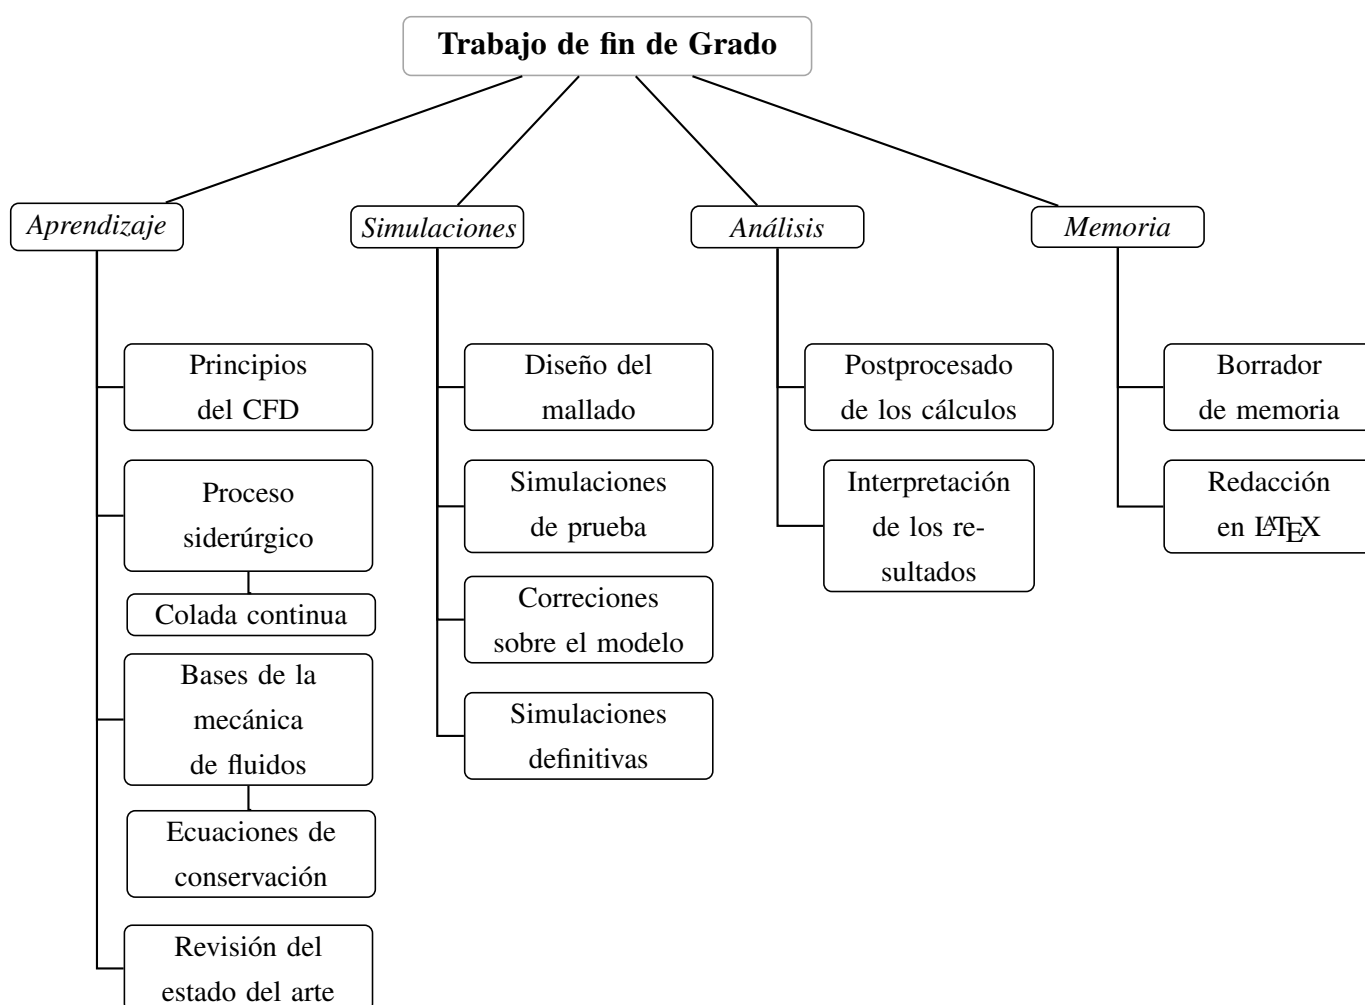 Trabajo de fin de Grado
Aprendizaje
Simulaciones
Análisis
Memoria
Principios
del CFD
Proceso
siderúrgico
Colada continua
Bases de la
mecánica
de fluidos
Ecuaciones de
conservación
Revisión del
estado del arte
Diseño del
mallado
Simulaciones
de prueba
Correciones
sobre el modelo
Simulaciones
definitivas
Postprocesado
de los cálculos
Interpretación
de los re-
sultados
Borrador
de memoria
Redacción
en LATEX